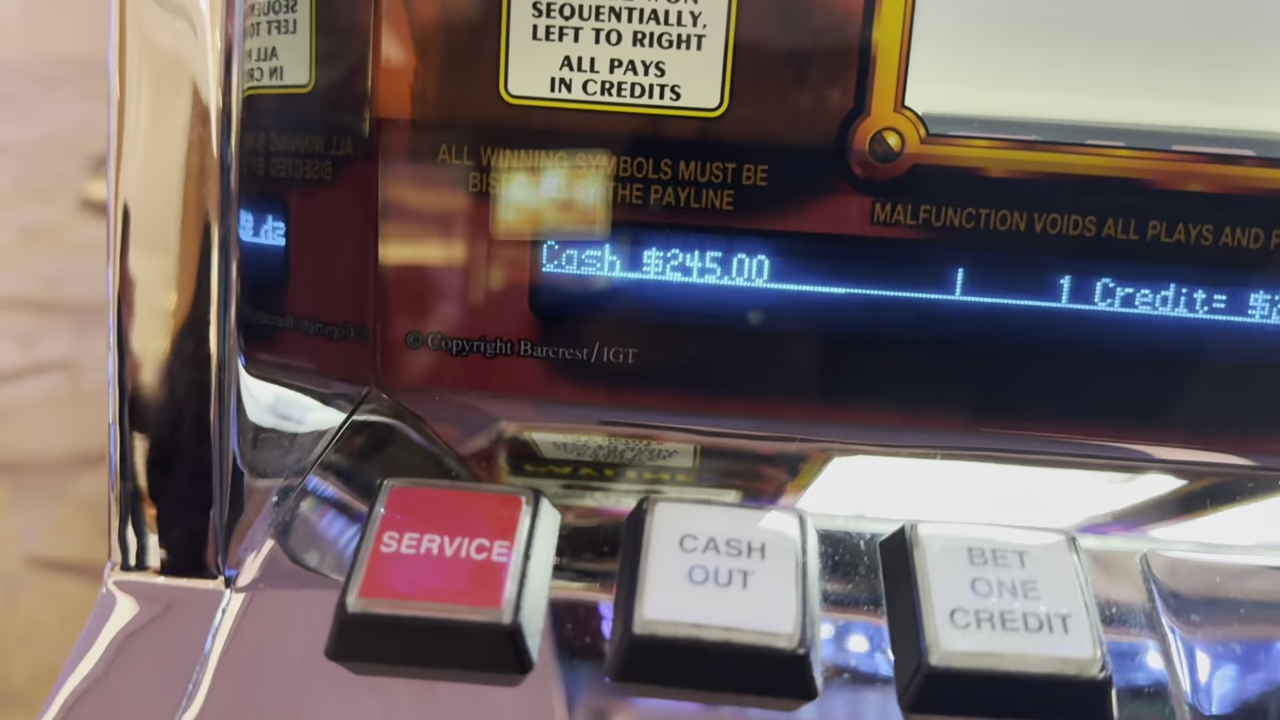 SEQUENTIALLY,
LEFT TO RIGHT
ALL PAYS
IN CREDITS
ALL WINNING SYMBOLS MUST BE
THE PAYLINE
MALFUNCTION VOIDS ALL PLAYS AND
Cash $245.00
1 Credit= $
© Copyright Barcrest/IGT
SERVICE
CASH
OUT
BET
ONE
CREDIT